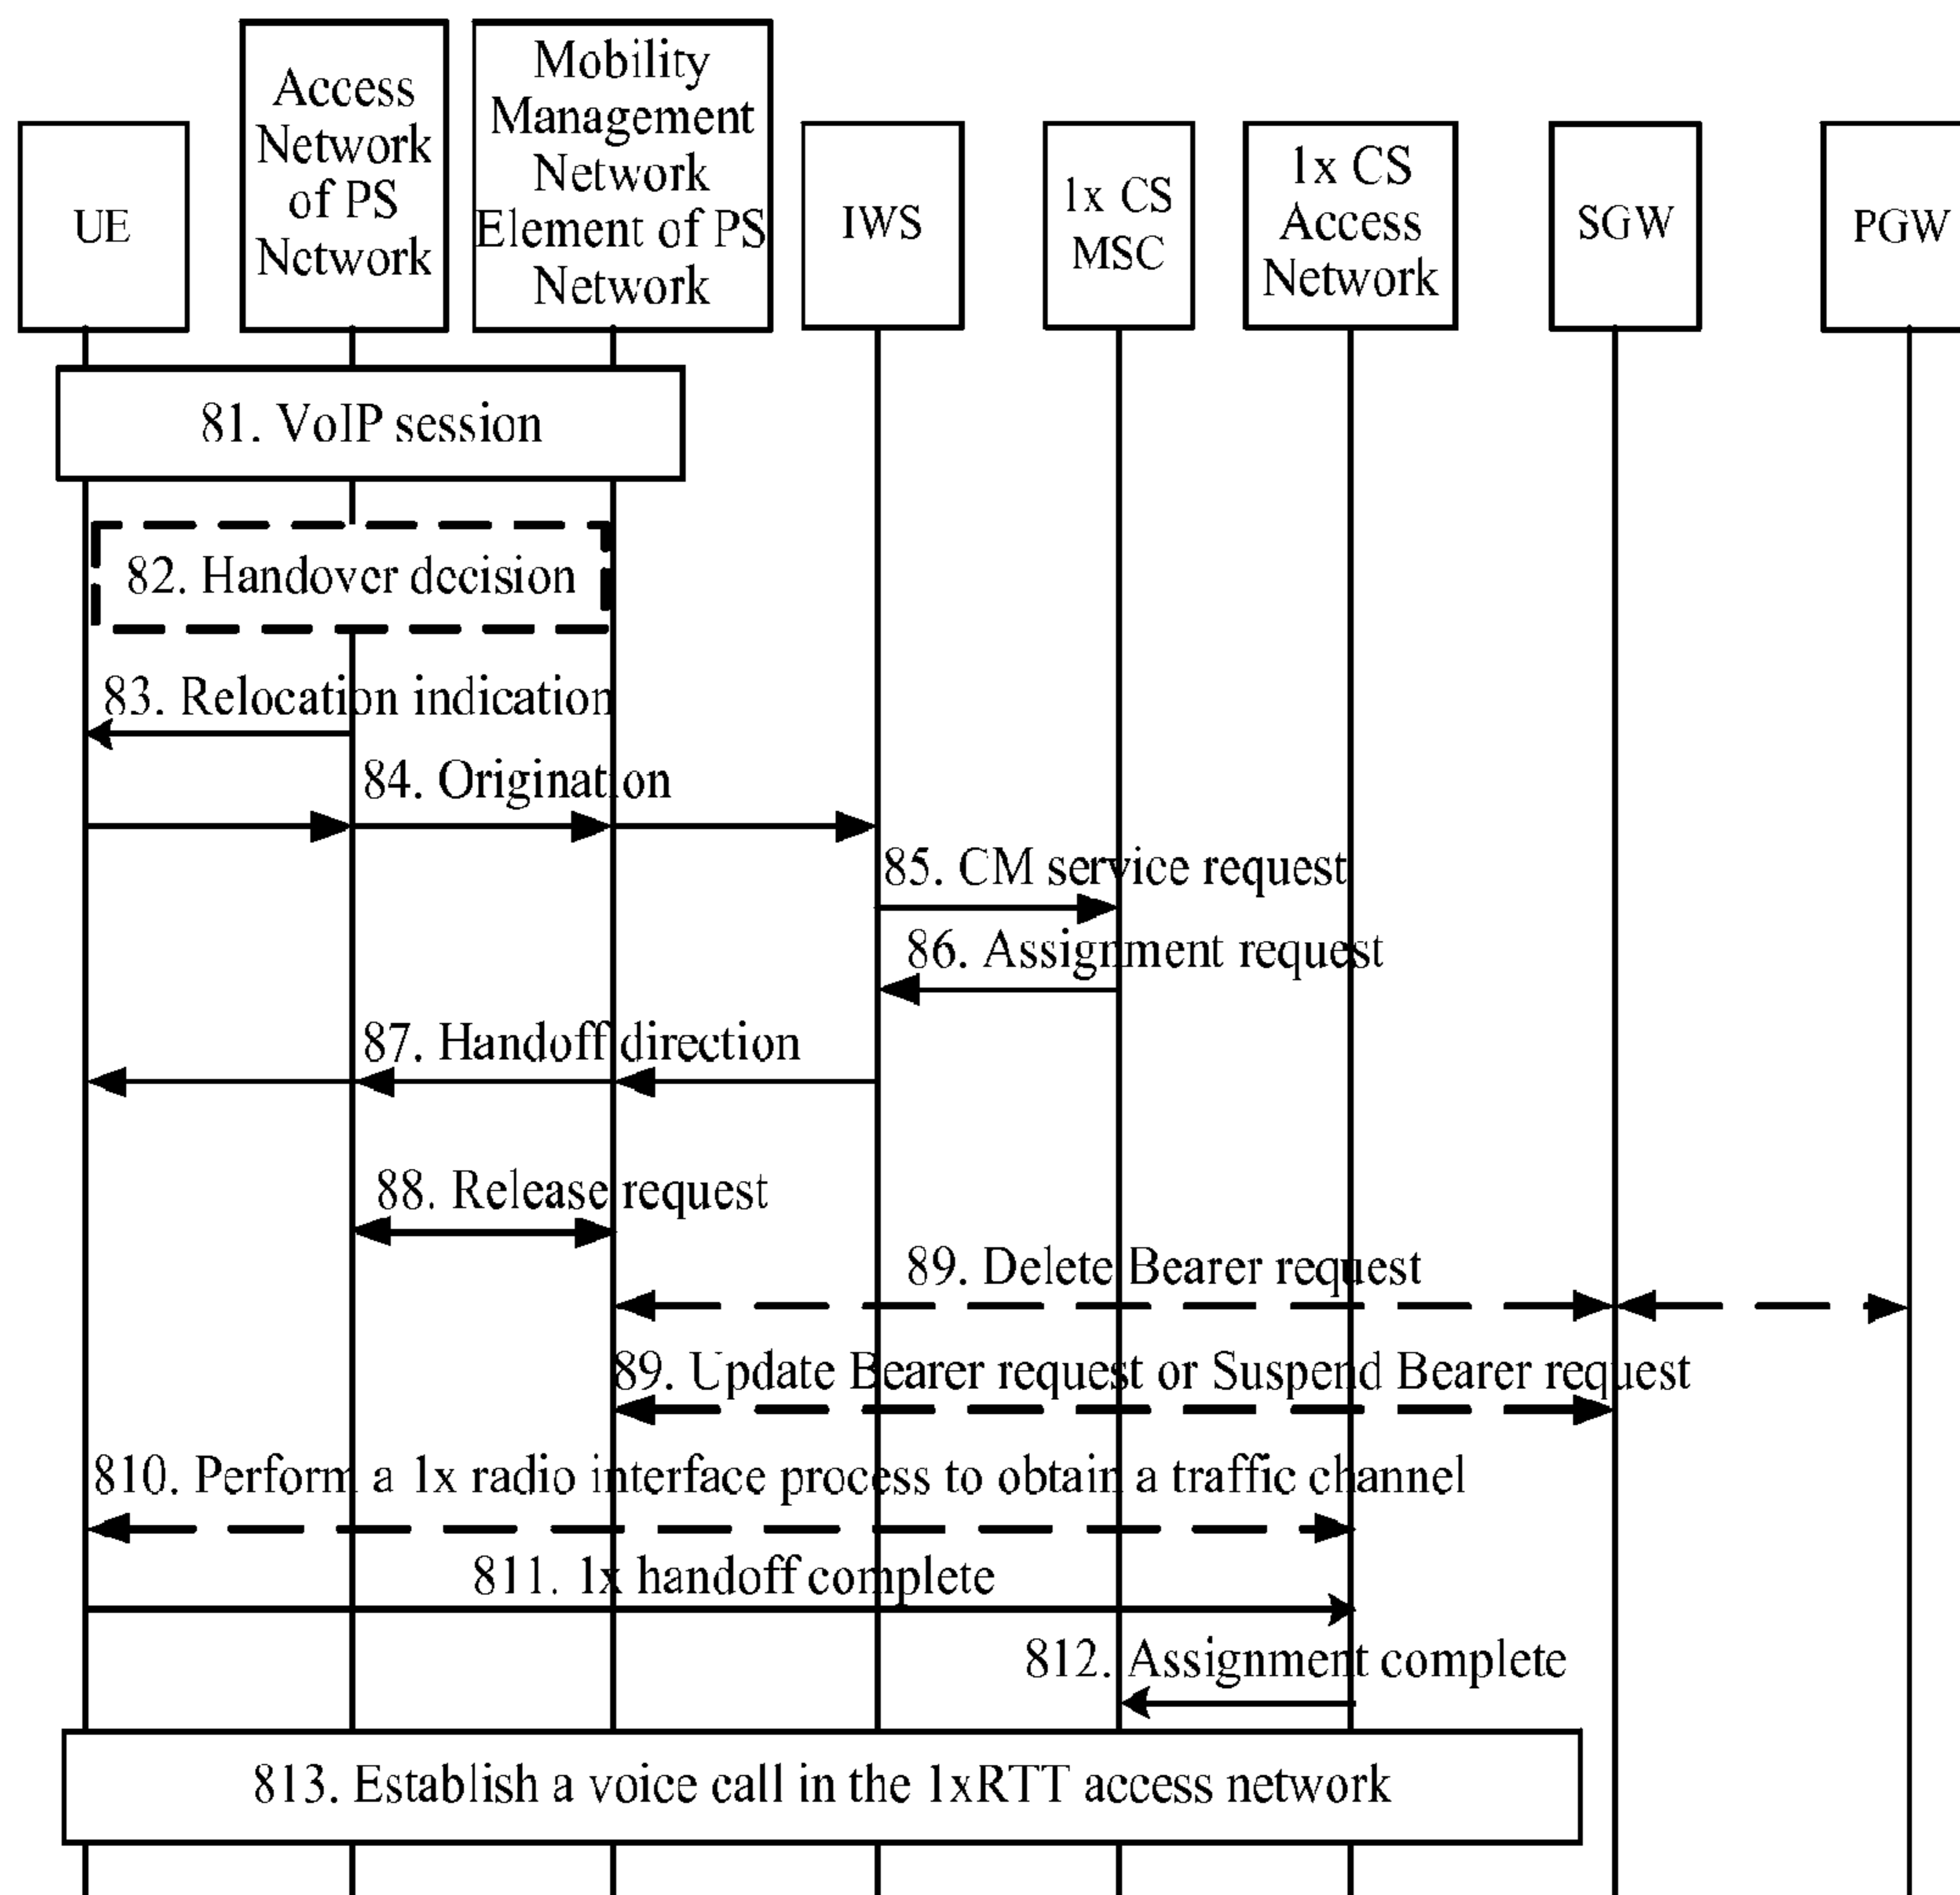 UE
Access
Network
of PS
Network
Mobility
Management
Network
Element of PS
Network
IWS
1x CS
MSC
1x CS
Access
Network
SGW
PGW
81. VoIP session
82. Handover decision
83. Relocation indication
84. Origination
85. CM service request
86. Assignment request
87. Handoff direction
88. Release request
89. Delete Bearer request
89. Update Bearer request or Suspend Bearer request
810. Perform a 1x radio interface process to obtain a traffic channel
811. 1x handoff complete
812. Assignment complete
813. Establish a voice call in the 1xRTT access network